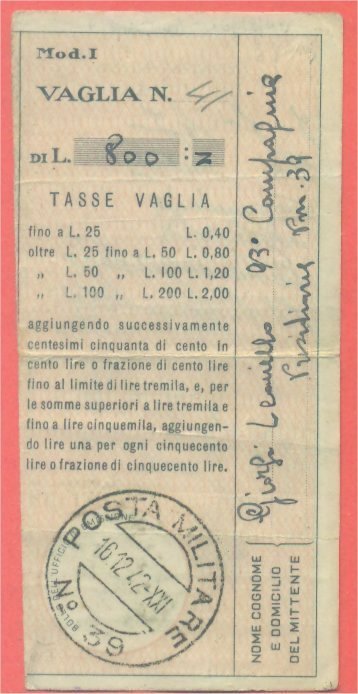 Mod. I
VAGLIA N. 41
DI L. 800 : N
TASSE VAGLIA
fino a L. 25 L. 0,40
oltre L. 25 fino a L. 50 L. 0,80
„ L. 50 „ L. 100 L. 1,20
„ L. 100 „ L. 200 L. 2,00
aggiungendo successivamente
centesimi cinquanta di cento in
cento lire o frazione di cento lire
fino al limite di lire tremila, e, per
le somme superiori a lire tremila e
fino a lire cinquemila, aggiungen-
do lire una per ogni cinquecento
lire o frazione di cinquecento lire.
POSTA MILITARE
N° 39
16.12.42-XXI
Giorgi 93° Compagnia
Presidiaria P.m. 39
NOME COGNOME
E DOMICILIO
DEL MITTENTE